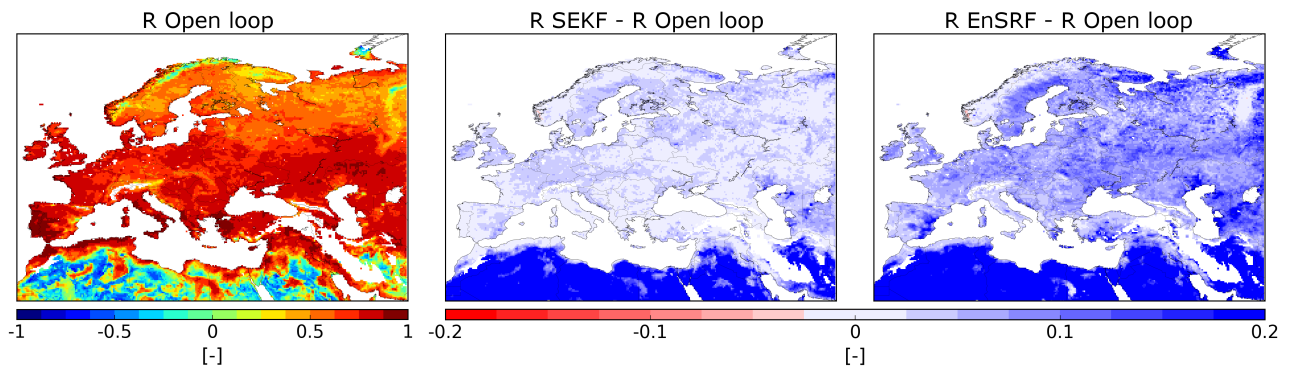 R Open loop
R SEKF - R Open loop
R EnSRF - R Open loop
-1 -0.5 0 0.5 1
[-]
-0.2 -0.1 0 0.1 0.2
[-]